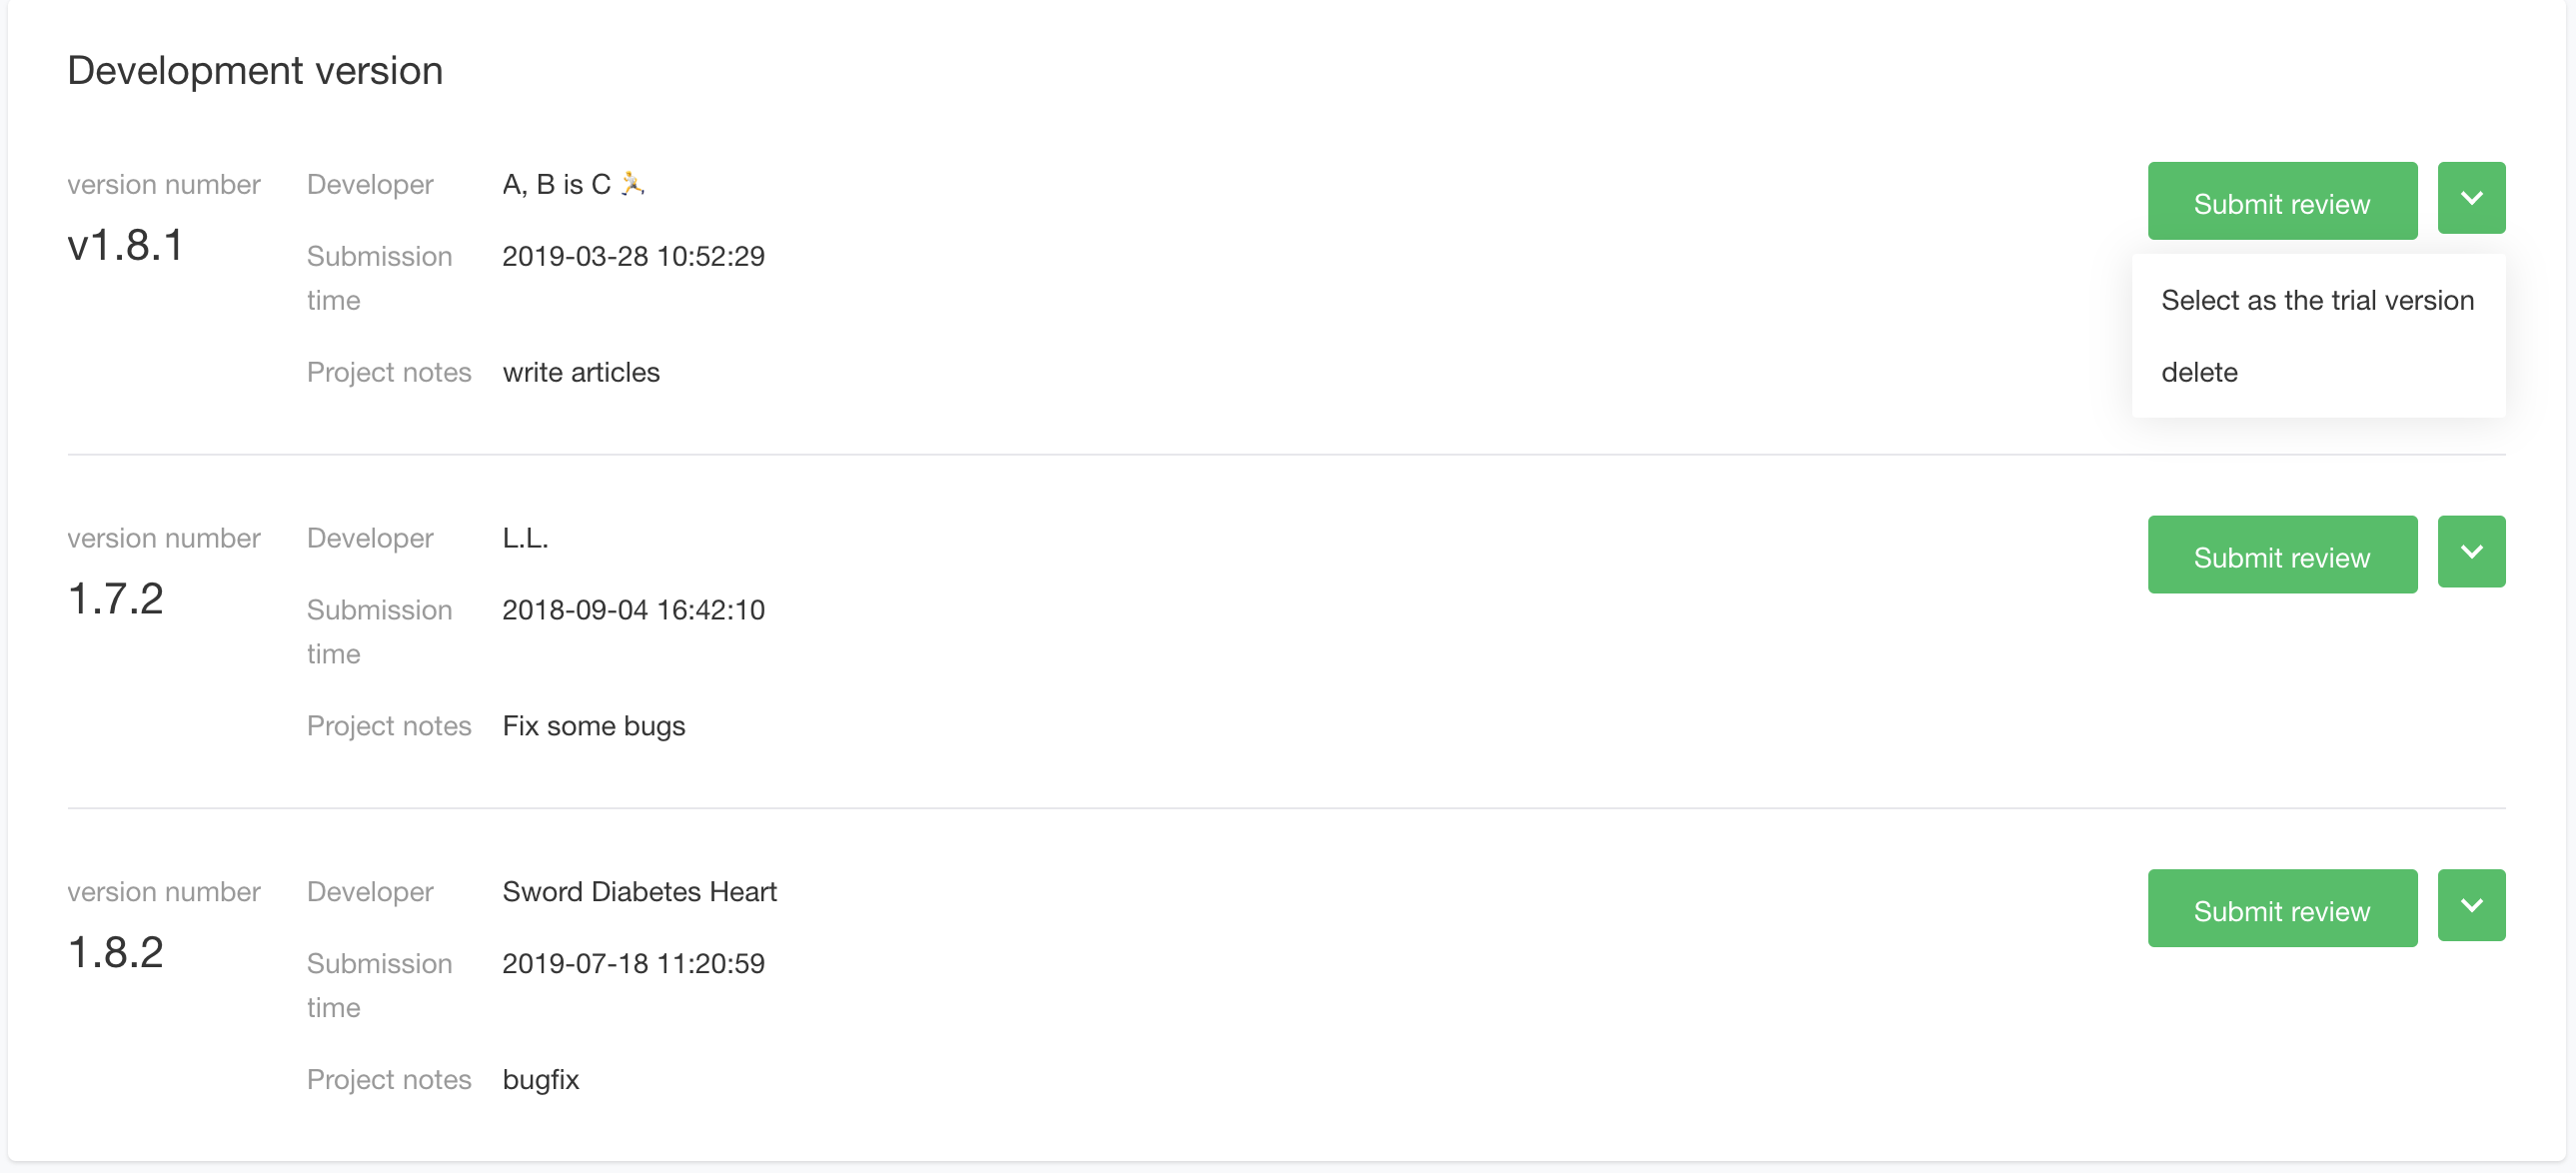 Development version
version number
v1.8.1
Developer
A, B is C 🏃
Submission time
2019-03-28 10:52:29
Project notes
write articles
Submit review
Select as the trial version
delete
version number
1.7.2
Developer
L.L.
Submission time
2018-09-04 16:42:10
Project notes
Fix some bugs
Submit review
version number
1.8.2
Developer
Sword Diabetes Heart
Submission time
2019-07-18 11:20:59
Project notes
bugfix
Submit review